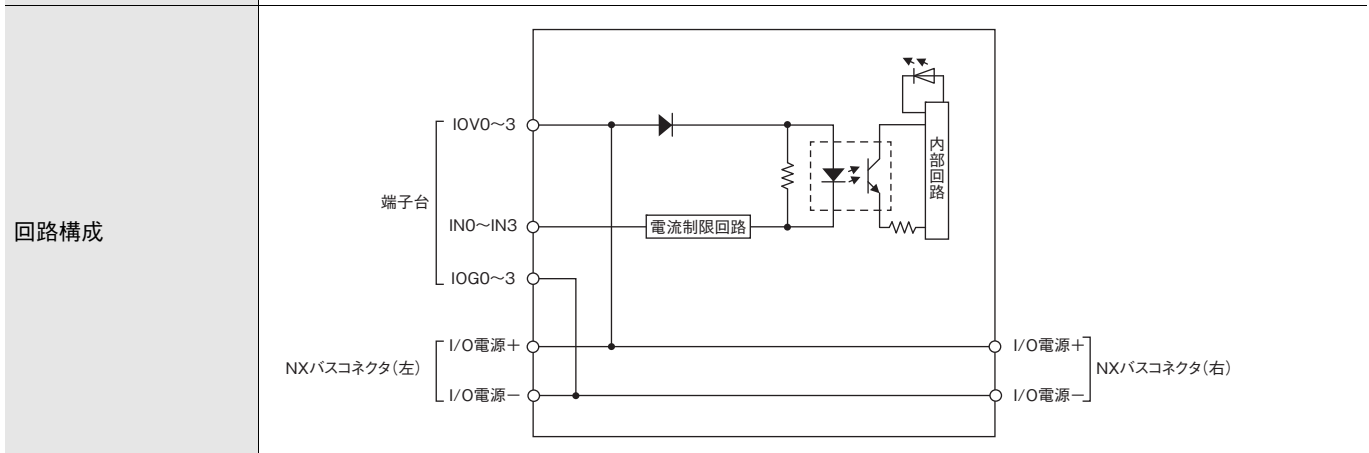 回路構成
端子台
IOV0～3
IN0～IN3
IOG0～3
電流制限回路
内部回路
NXバスコネクタ(左)
I/O電源＋
I/O電源－
I/O電源＋
I/O電源－
NXバスコネクタ(右)